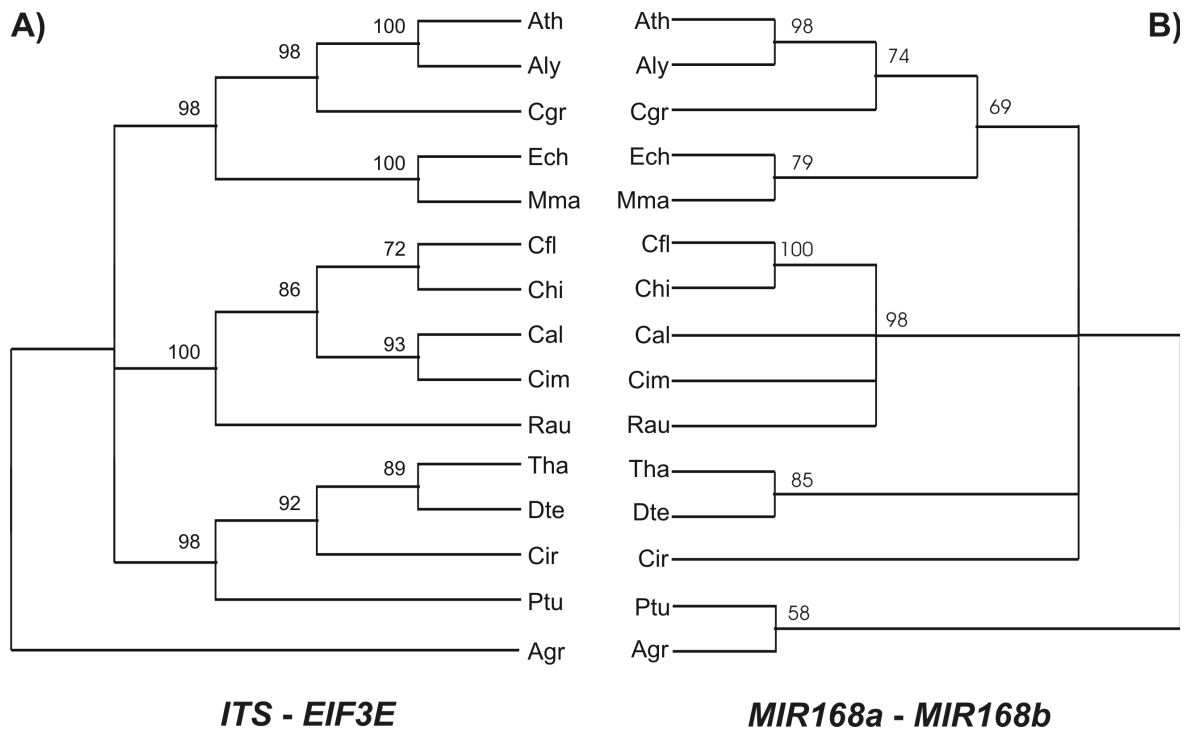 A)
B)
100
98
98
100
72
86
93
100
89
92
98
Ath
Aly
Cgr
Ech
Mma
Cfl
Chi
Cal
Cim
Rau
Tha
Dte
Cir
Ptu
Agr
ITS - EIF3E
Ath
Aly
Cgr
Ech
Mma
Cfl
Chi
Cal
Cim
Rau
Tha
Dte
Cir
Ptu
Agr
98
74
69
79
100
98
85
58
MIR168a - MIR168b